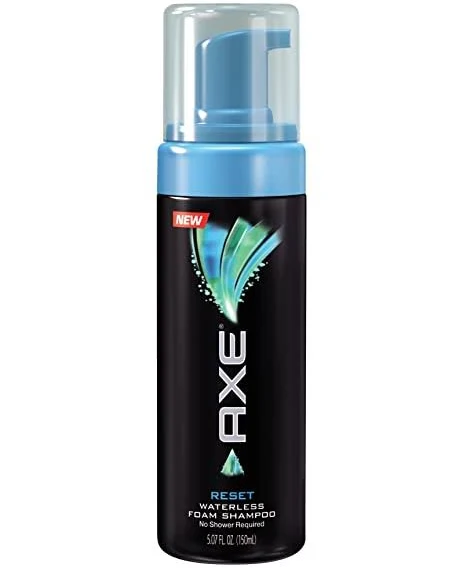 NEW
AXE®
RESET
WATERLESS
FOAM SHAMPOO
No Shower Required
5.07 FL OZ. (150mL)